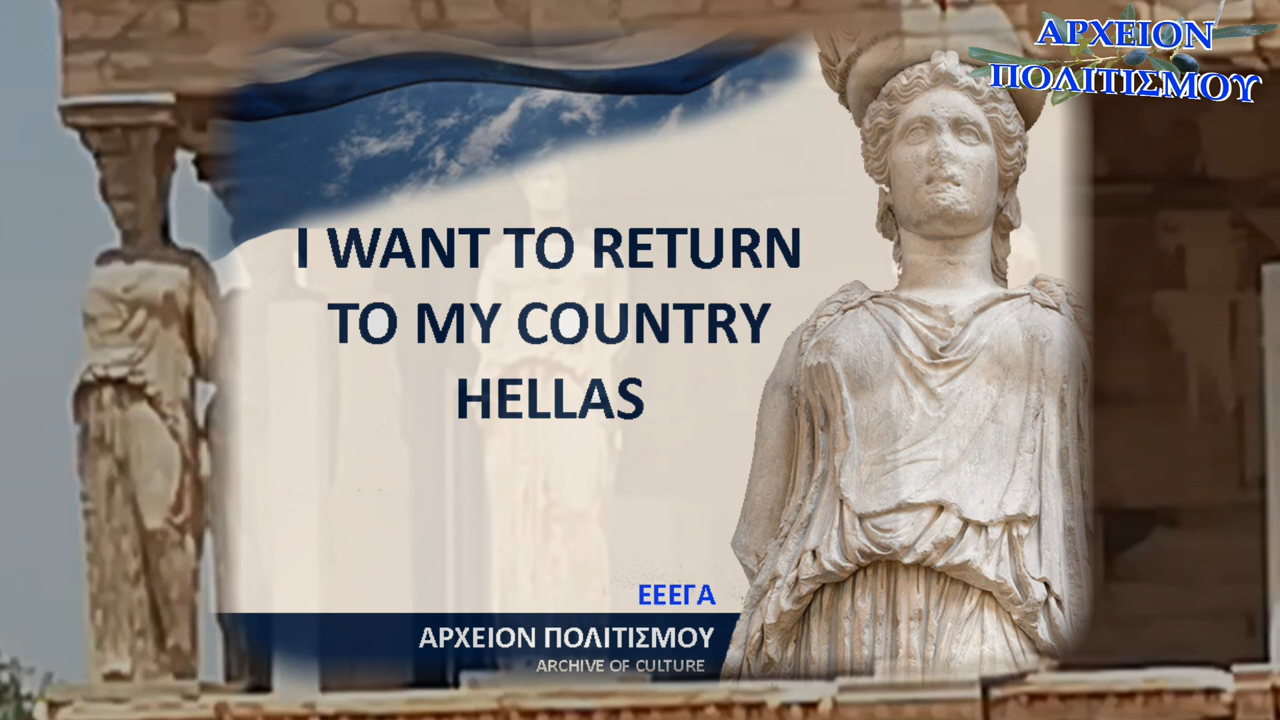 ΑΡΧΕΙΟΝ
ΠΟΛΙΤΙΣΜΟΥ
I WANT TO RETURN
TO MY COUNTRY
HELLAS
ΕΕΕΓΑ
ΑΡΧΕΙΟΝ ΠΟΛΙΤΙΣΜΟΥ
ARCHIVE OF CULTURE